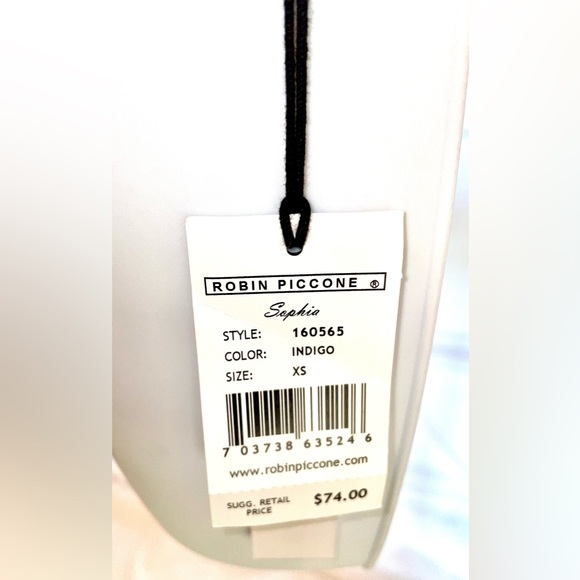 ROBIN PICCONE ®
Sophia
STYLE: 160565
COLOR: INDIGO
SIZE: XS
7 03738 63524 6
www.robinpiccone.com
SUGG. RETAIL
PRICE $74.00